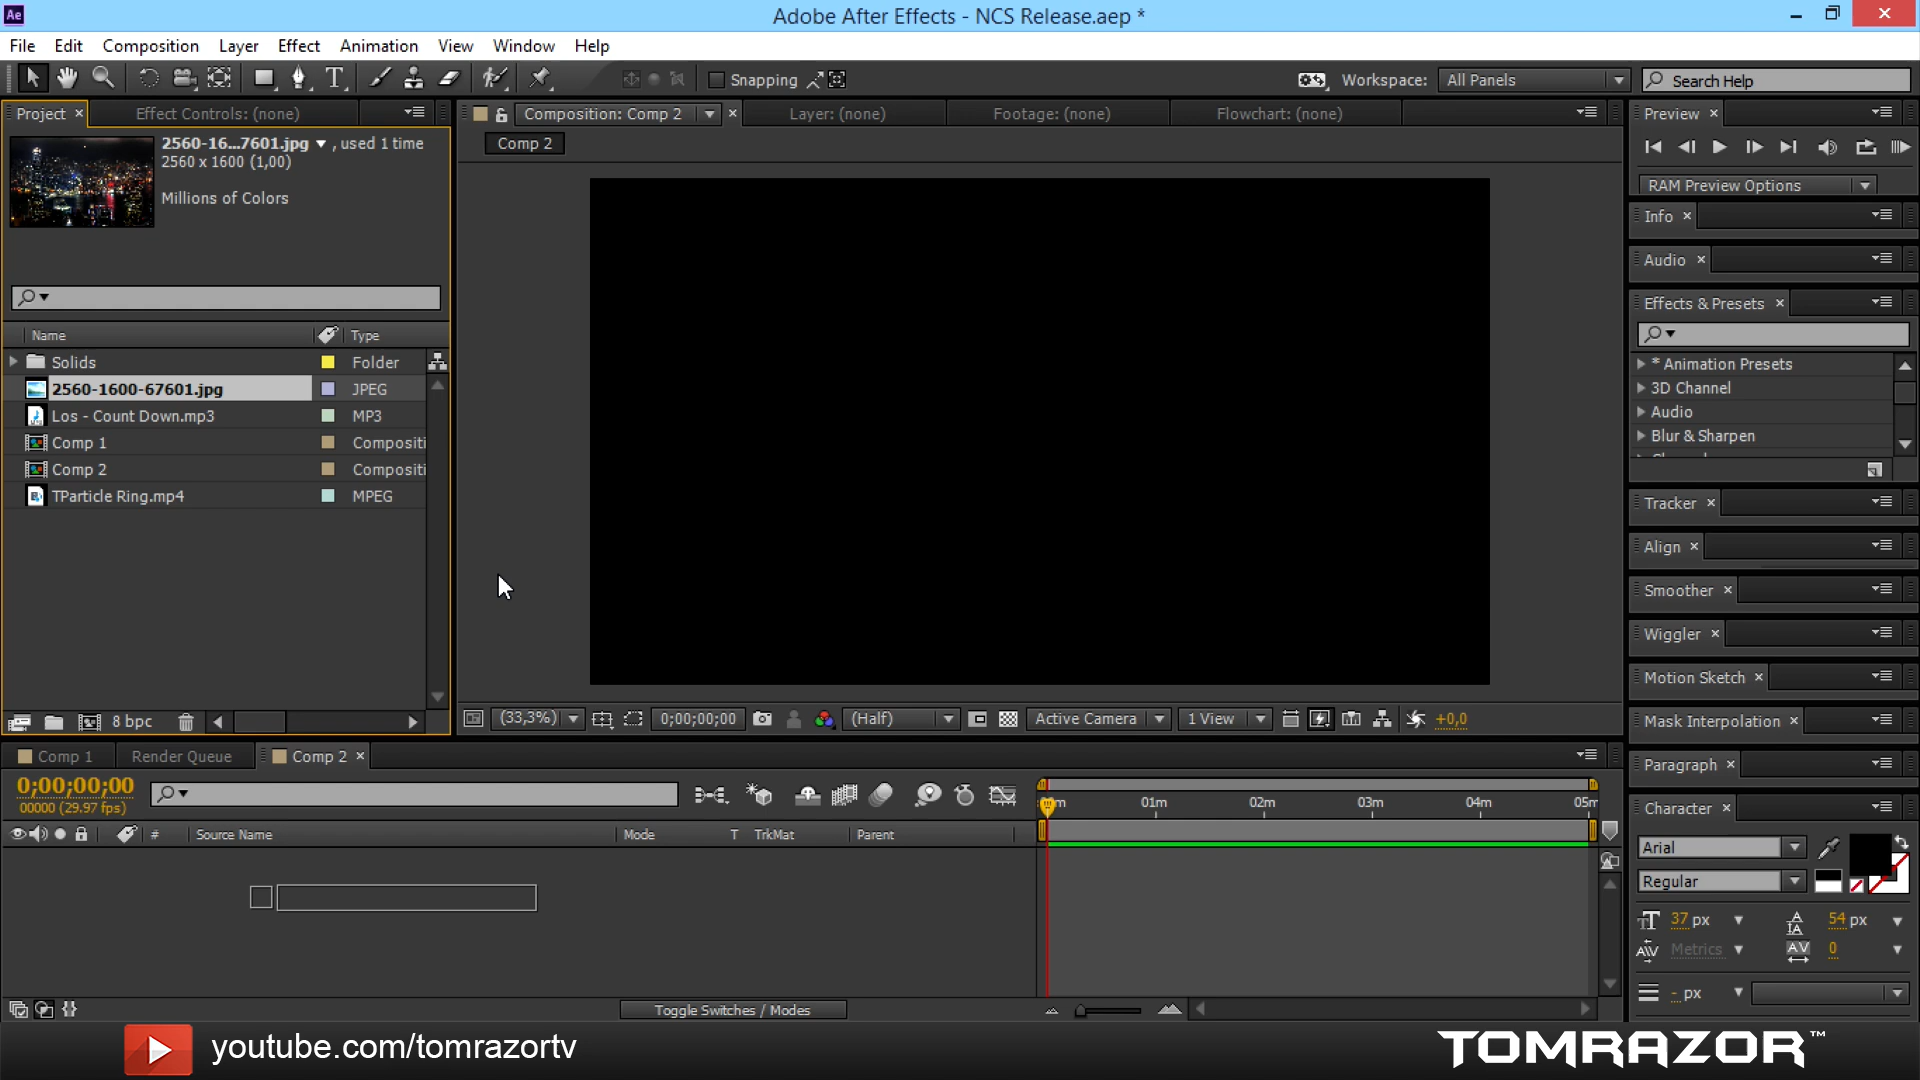 Ae
Adobe After Effects - NCS Release.aep *
File Edit Composition Layer Effect Animation View Window Help
T Snapping Workspace: All Panels Search Help
Project × Effect Controls: (none) Composition: Comp 2 × Layer: (none) Footage: (none) Flowchart: (none) Preview ×
2560-16...7601.jpg , used 1 time
2560 x 1600 (1,00)
Millions of Colors
Comp 2
RAM Preview Options
Info ×
Audio ×
Effects & Presets ×
* Animation Presets
3D Channel
Audio
Blur & Sharpen
Name Type
Solids Folder
2560-1600-67601.jpg JPEG
Los - Count Down.mp3 MP3
Comp 1 Compositi
Comp 2 Compositi
TParticle Ring.mp4 MPEG
Tracker ×
Align ×
Smoother ×
Wiggler ×
Motion Sketch ×
Mask Interpolation ×
Paragraph ×
Character ×
8 bpc (33,3%) 0;00;00;00 (Half) Active Camera 1 View +0,0
Comp 1 Render Queue Comp 2 ×
0;00;00;00
00000 (29.97 fps)
01m 02m 03m 04m 05m
# Source Name Mode T TrkMat Parent
Arial
Regular
37 px 54 px
Metrics 0
- px
Toggle Switches / Modes
youtube.com/tomrazortv
TOMRAZOR™